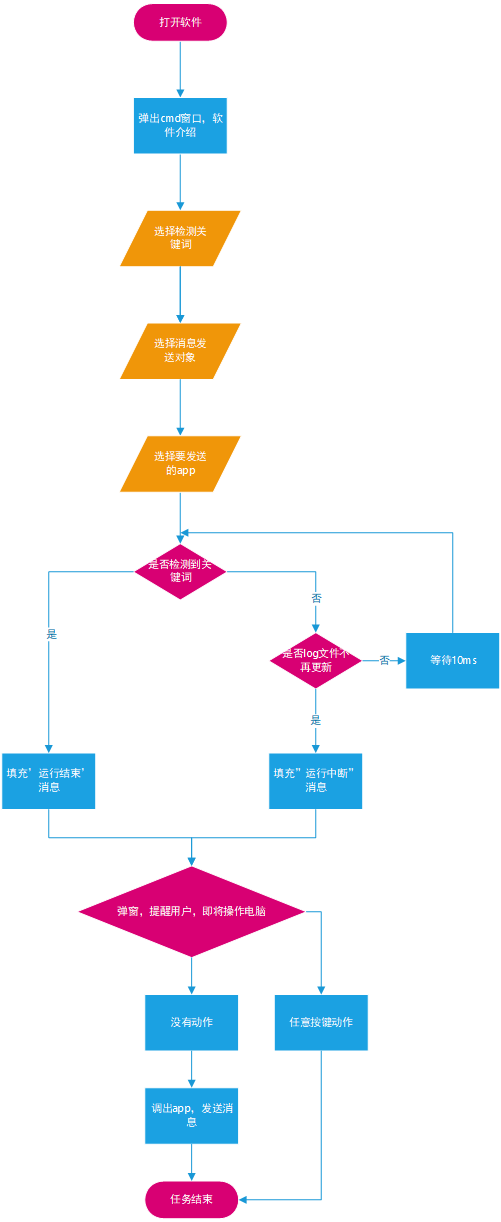 打开软件
弹出cmd窗口，软
件介绍
选择检测关
键词
选择消息发
送对象
选择要发送
的app
是否检测到关
键词
否
是
是否log文件不
再更新
否
等待10ms
是
填充’运行结束’
消息
填充”运行中断”
消息
弹窗，提醒用户，即将操作电脑
没有动作
任意按键动作
调出app，发送消
息
任务结束